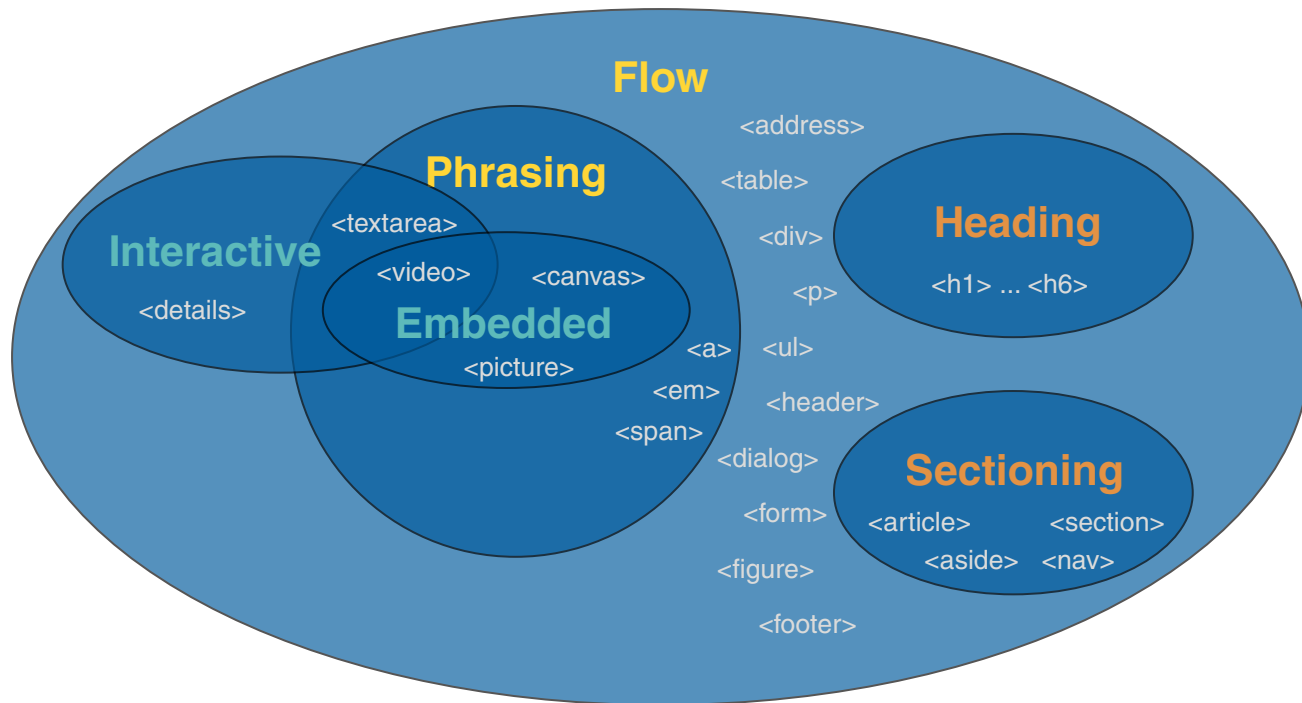 Flow
<address>
Phrasing
<table>
<textarea>
Heading
<div>
Interactive
<video>
<canvas>
<p>
<h1> ... <h6>
<details>
Embedded
<a>
<ul>
<picture>
<em>
<header>
<span>
<dialog>
Sectioning
<form>
<article>
<section>
<aside>
<nav>
<figure>
<footer>